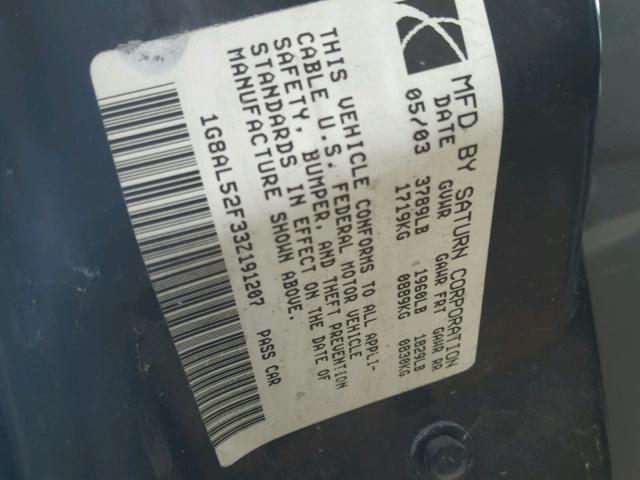 MFD BY SATURN CORPORATION
DATE GVWR GAWR FRT GAWR RR
05/03 3789LB 1960LB 1829LB
1719KG 0889KG 0830KG
THIS VEHICLE CONFORMS TO ALL APPLI-
CABLE U.S. FEDERAL MOTOR VEHICLE
SAFETY, BUMPER, AND THEFT PREVENTION
STANDARDS IN EFFECT ON THE DATE OF
MANUFACTURE SHOWN ABOVE.
1G8AL52F33Z191207 PASS CAR